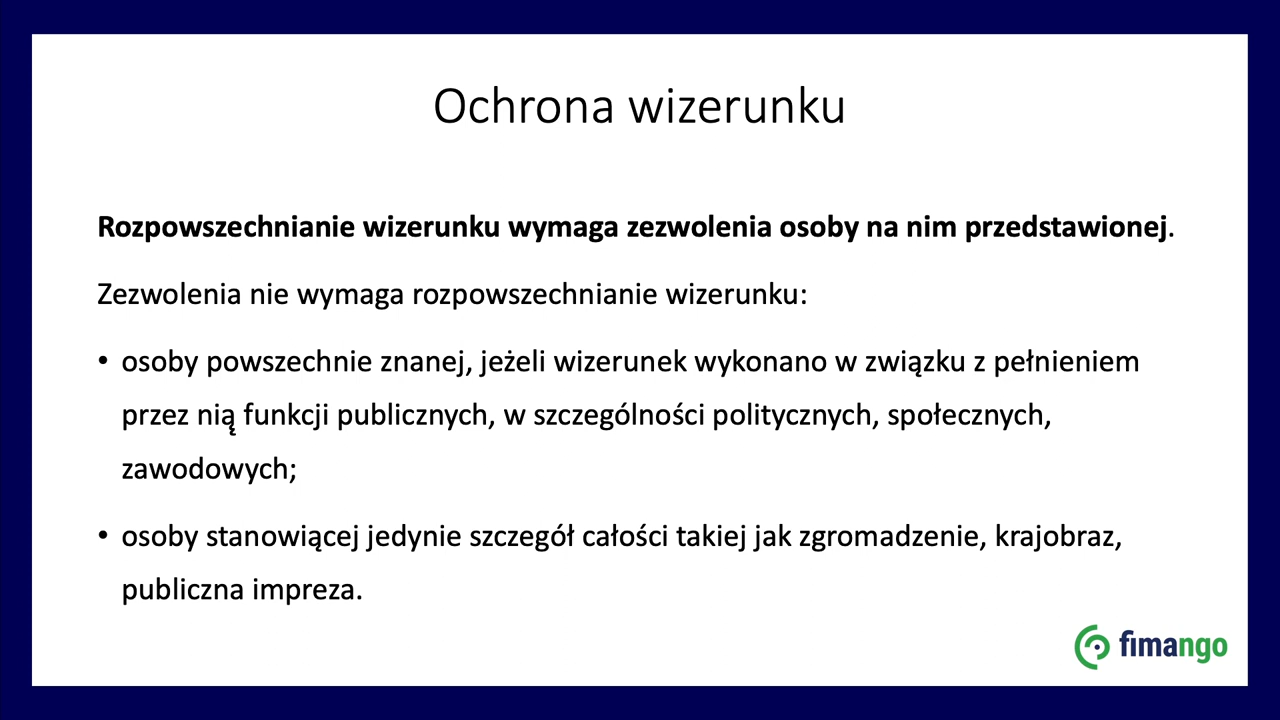 Ochrona wizerunku
Rozpowszechnianie wizerunku wymaga zezwolenia osoby na nim przedstawionej.
Zezwolenia nie wymaga rozpowszechnianie wizerunku:
• osoby powszechnie znanej, jeżeli wizerunek wykonano w związku z pełnieniem
przez nią̨ funkcji publicznych, w szczególności politycznych, społecznych,
zawodowych;
• osoby stanowiącej jedynie szczegół całości takiej jak zgromadzenie, krajobraz,
publiczna impreza.
fimango